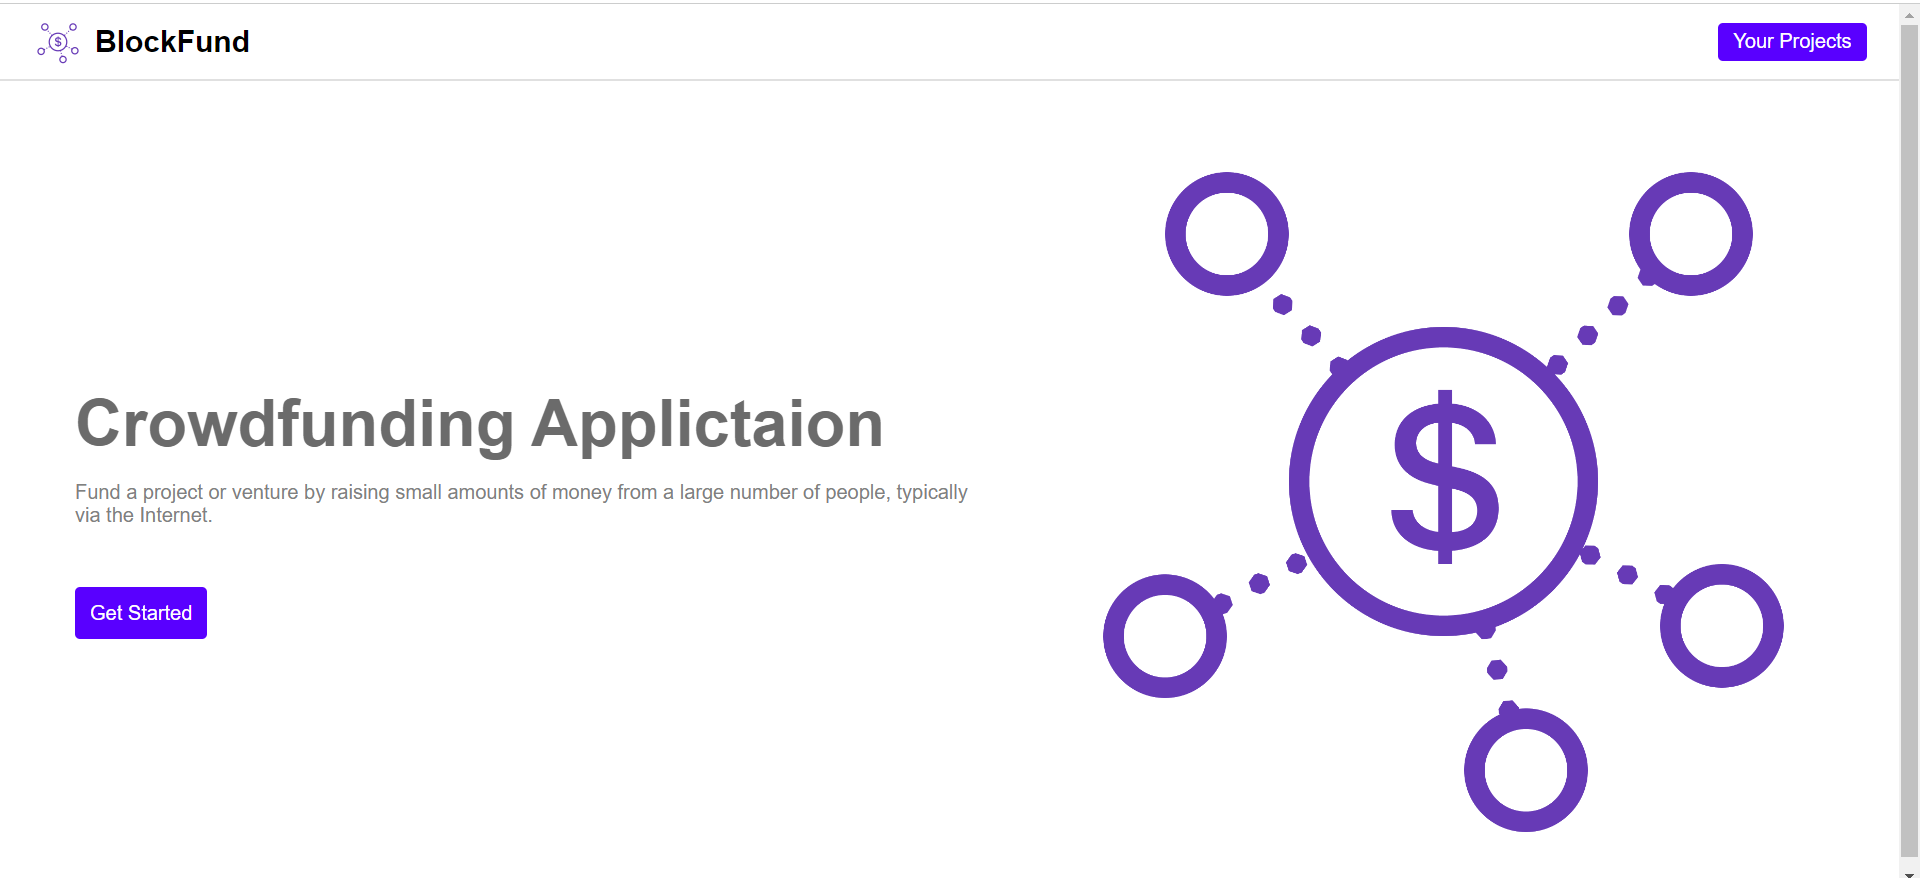 $
BlockFund
Your Projects
Crowdfunding Applictaion
Fund a project or venture by raising small amounts of money from a large number of people, typically
via the Internet.
Get Started
$